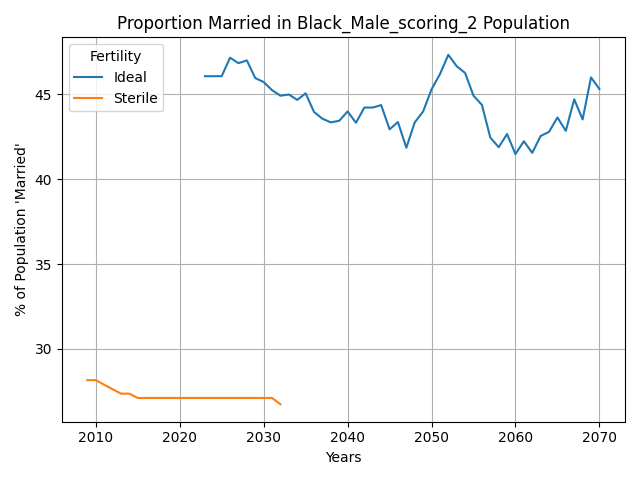 Proportion Married in Black_Male_scoring_2 Population
Fertility
Ideal
Sterile
% of Population 'Married'
45
40
35
30
2010 2020 2030 2040 2050 2060 2070
Years